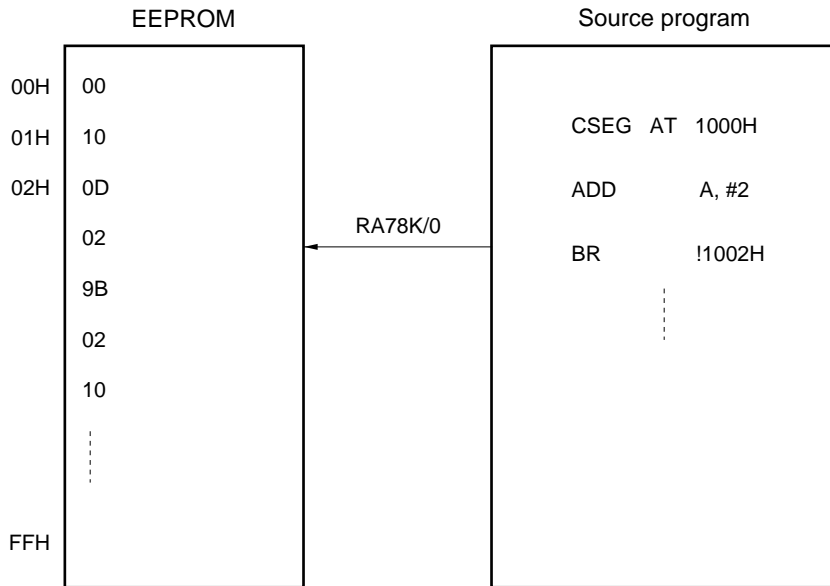 EEPROM
00H 00
01H 10
02H 0D
02
9B
02
10
FFH
RA78K/0
Source program
CSEG AT 1000H
ADD A, #2
BR !1002H